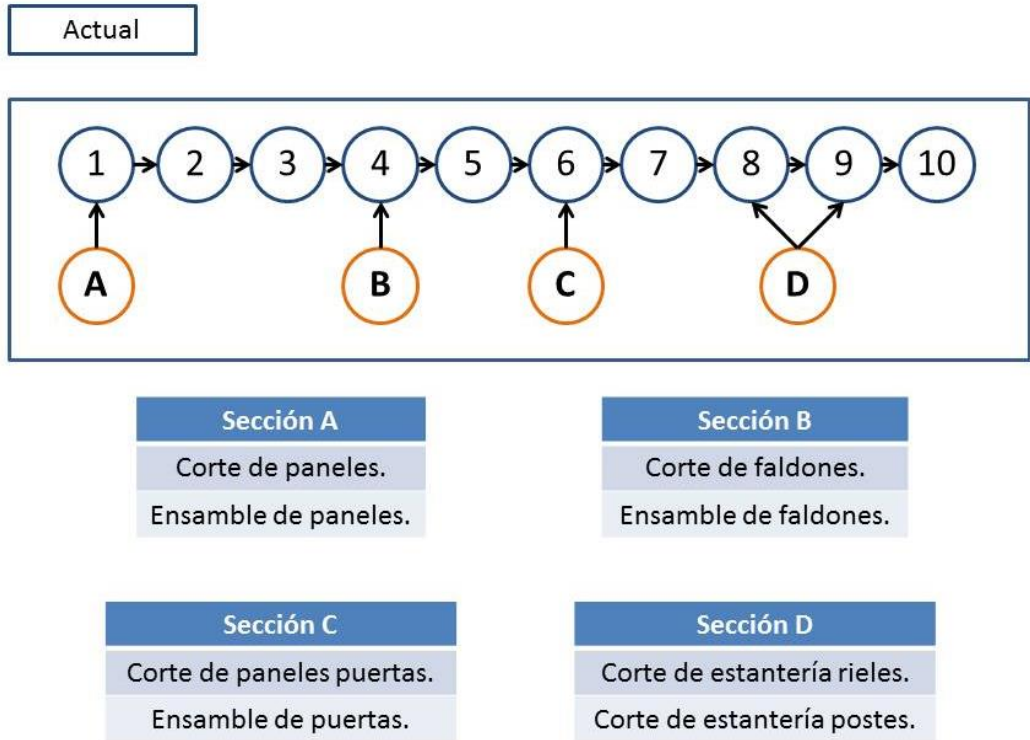 Actual
1 2 3 4 5 6 7 8 9 10
A B C D
Sección A
Corte de paneles.
Ensamble de paneles.
Sección B
Corte de faldones.
Ensamble de faldones.
Sección C
Corte de paneles puertas.
Ensamble de puertas.
Sección D
Corte de estantería rieles.
Corte de estantería postes.